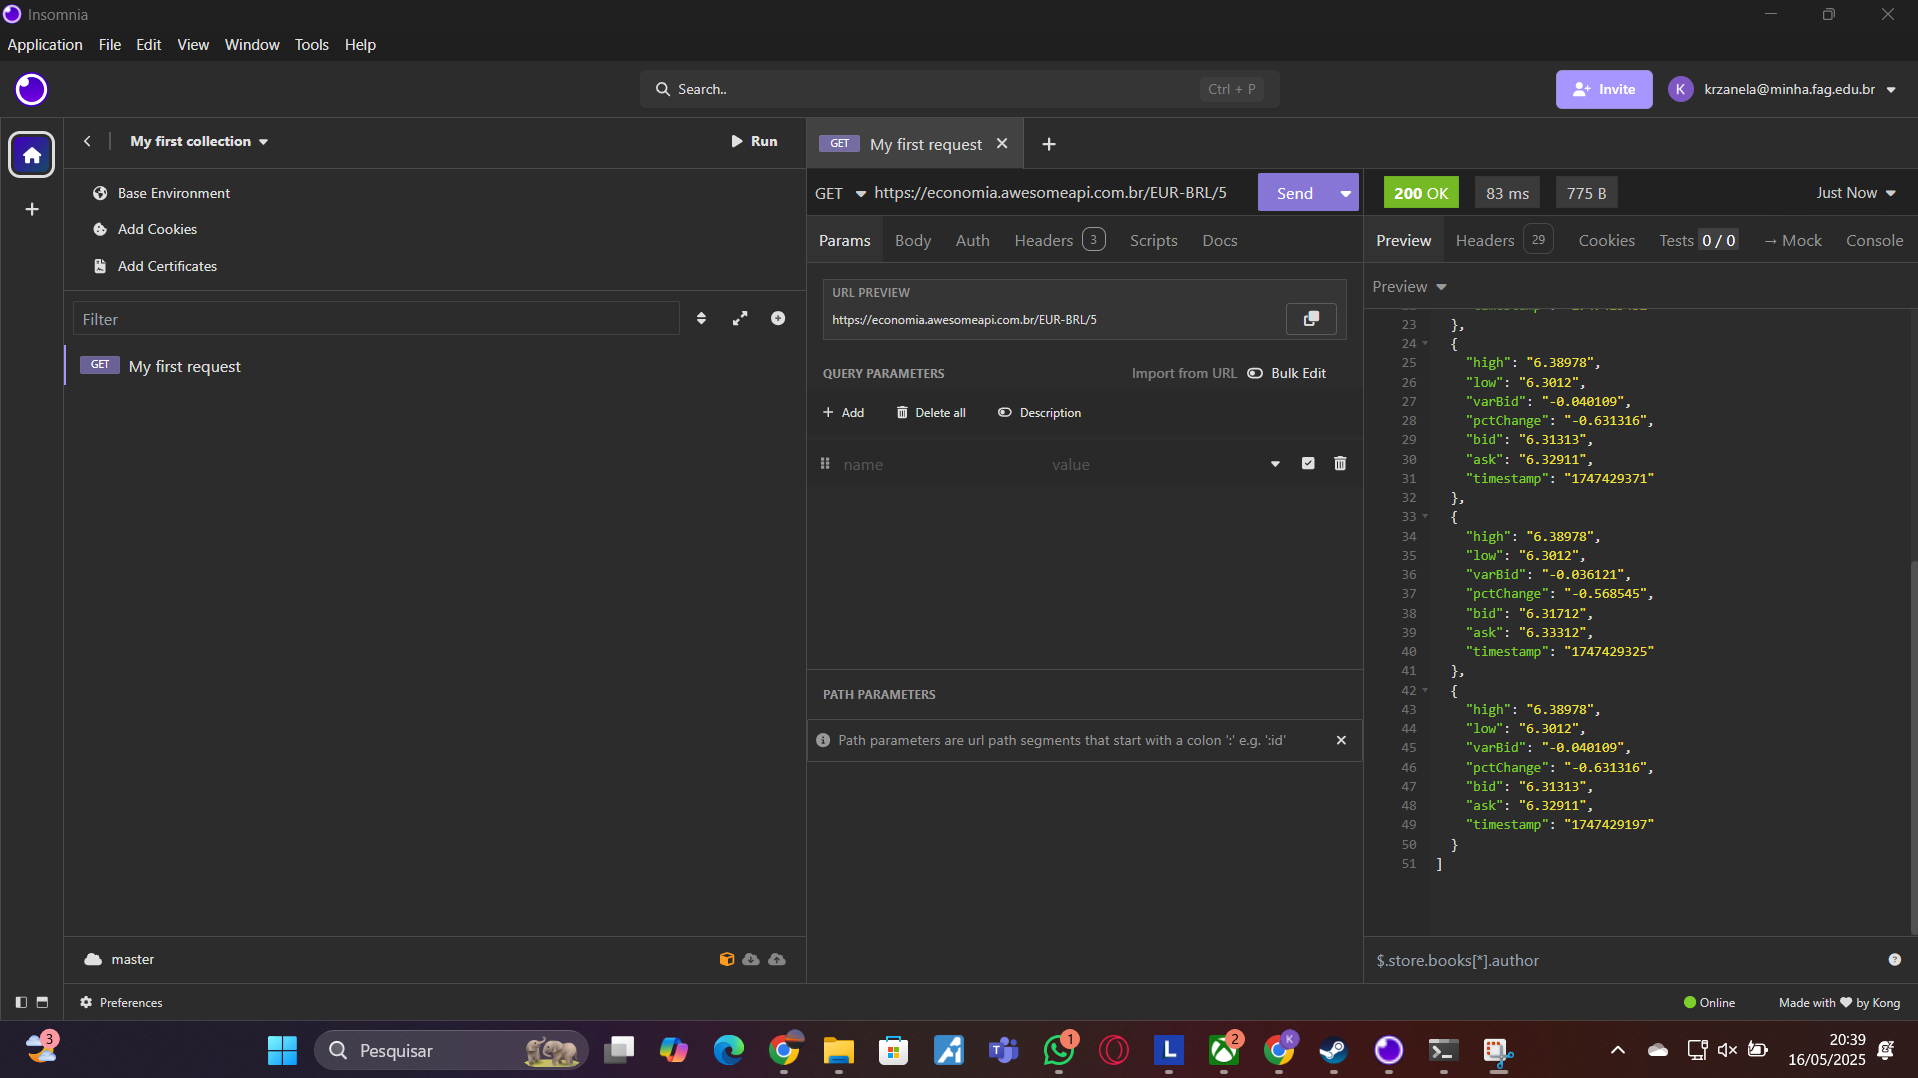 Insomnia
Application File Edit View Window Tools Help
Search.. Ctrl + P
Invite K krzanela@minha.fag.edu.br
My first collection Run
Base Environment
Add Cookies
Add Certificates
Filter
GET My first request
master
Preferences
GET My first request
GET https://economia.awesomeapi.com.br/EUR-BRL/5 Send
Params Body Auth Headers 3 Scripts Docs
URL PREVIEW
https://economia.awesomeapi.com.br/EUR-BRL/5
QUERY PARAMETERS Import from URL Bulk Edit
Add Delete all Description
name value
PATH PARAMETERS
Path parameters are url path segments that start with a colon ':' e.g. ':id'
200 OK 83 ms 775 B Just Now
Preview Headers 29 Cookies Tests 0 / 0 → Mock Console
Preview
23 },
24 {
25 "high": "6.38978",
26 "low": "6.3012",
27 "varBid": "-0.040109",
28 "pctChange": "-0.631316",
29 "bid": "6.31313",
30 "ask": "6.32911",
31 "timestamp": "1747429371"
32 },
33 {
34 "high": "6.38978",
35 "low": "6.3012",
36 "varBid": "-0.036121",
37 "pctChange": "-0.568545",
38 "bid": "6.31712",
39 "ask": "6.33312",
40 "timestamp": "1747429325"
41 },
42 {
43 "high": "6.38978",
44 "low": "6.3012",
45 "varBid": "-0.040109",
46 "pctChange": "-0.631316",
47 "bid": "6.31313",
48 "ask": "6.32911",
49 "timestamp": "1747429197"
50 }
51 ]
$.store.books[*].author
Online Made with by Kong
3 Pesquisar 1 L 2 K 20:39
16/05/2025